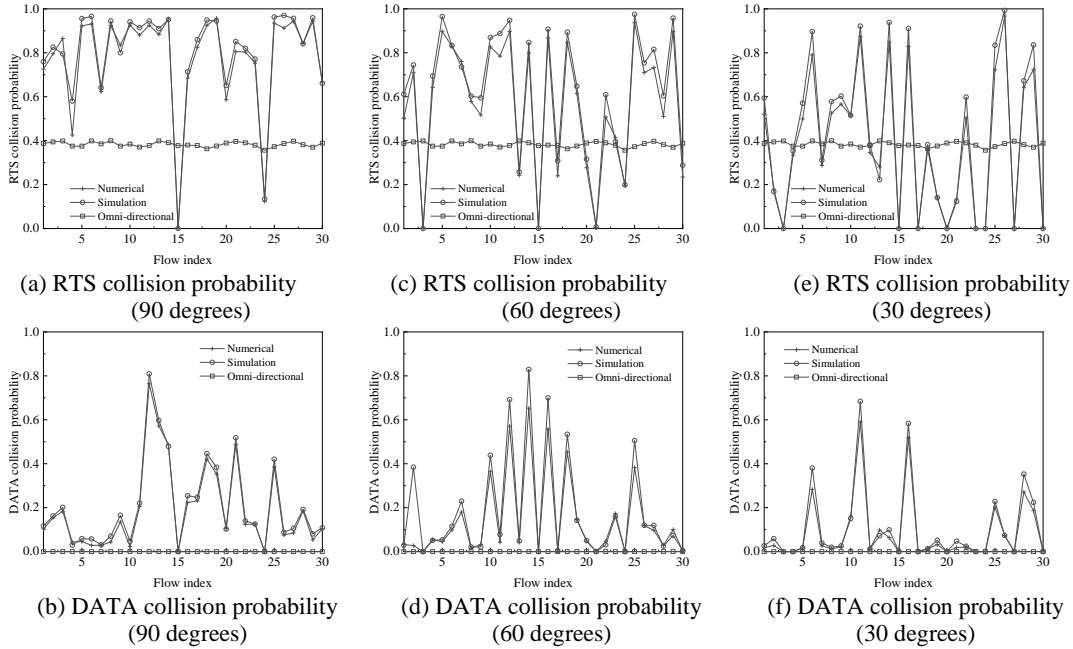 1.0
0.8
0.6
0.4
0.2
0.0
RTS collision probability
Numerical
Simulation
Omni-directional
5 10 15 20 25 30
Flow index
(a) RTS collision probability
(90 degrees)
1.0
0.8
0.6
0.4
0.2
0.0
RTS collision probability
Numerical
Simulation
Omni-directional
5 10 15 20 25 30
Flow index
(c) RTS collision probability
(60 degrees)
1.0
0.8
0.6
0.4
0.2
0.0
RTS collision probability
Numerical
Simulation
Omni-directional
5 10 15 20 25 30
Flow index
(e) RTS collision probability
(30 degrees)
1.0
0.8
0.6
0.4
0.2
0.0
DATA collision probability
Numerical
Simulation
Omni-directional
5 10 15 20 25 30
Flow index
(b) DATA collision probability
(90 degrees)
1.0
0.8
0.6
0.4
0.2
0.0
DATA collision probability
Numerical
Simulation
Omni-directional
5 10 15 20 25 30
Flow index
(d) DATA collision probability
(60 degrees)
1.0
0.8
0.6
0.4
0.2
0.0
DATA collision probability
Numerical
Simulation
Omni-directional
5 10 15 20 25 30
Flow index
(f) DATA collision probability
(30 degrees)